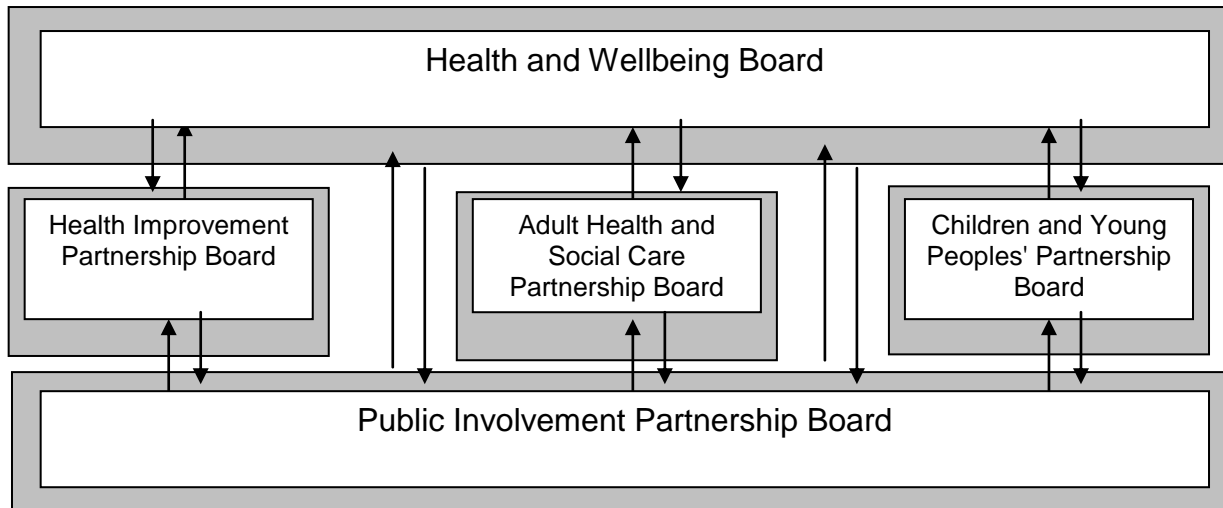 Health and Wellbeing Board
Health Improvement
Partnership Board
Adult Health and
Social Care
Partnership Board
Children and Young
Peoples' Partnership
Board
Public Involvement Partnership Board